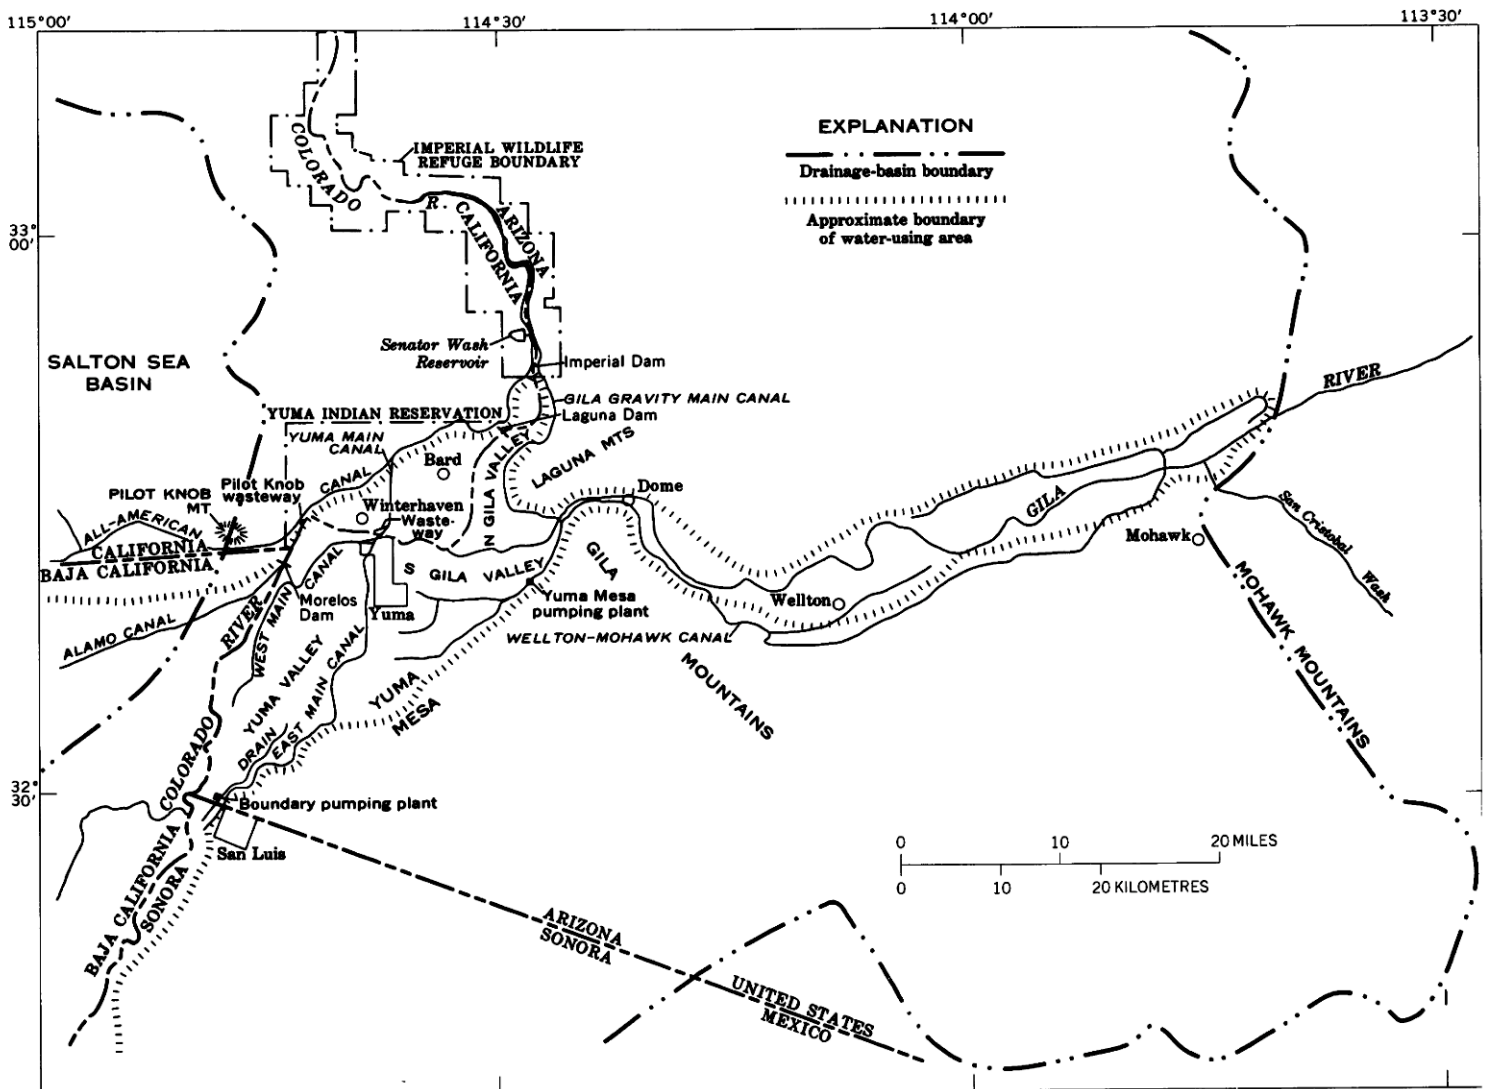 115°00′
114°30′
114°00′
113°30′
EXPLANATION
Drainage-basin boundary
Approximate boundary
of water-using area
IMPERIAL WILDLIFE
REFUGE BOUNDARY
COLORADO
R.
ARIZONA
CALIFORNIA
33°
00′
Senator Wash
Reservoir
Imperial Dam
SALTON SEA
BASIN
GILA GRAVITY MAIN CANAL
Laguna Dam
YUMA INDIAN RESERVATION
YUMA MAIN
CANAL
RIVER
LAGUNA MTS
N GILA VALLEY
Bard
CANAL
Pilot Knob
wasteway
PILOT KNOB
MT
Winterhaven
Waste-
way
Dome
GILA
San Cristobal
Wash
Mohawk
ALL-AMERICAN
CALIFORNIA
BAJA CALIFORNIA
S GILA VALLEY
GILA
Yuma Mesa
pumping plant
Wellton
WELLTON-MOHAWK CANAL
MOHAWK MOUNTAINS
Morelos
Dam
Yuma
ALAMO CANAL
RIVER
WEST MAIN CANAL
YUMA VALLEY
EAST MAIN CANAL
YUMA
MESA
MOUNTAINS
DRAIN
COLORADO
32°
30′
Boundary pumping plant
San Luis
BAJA CALIFORNIA
SONORA
0 10 20 MILES
0 10 20 KILOMETRES
ARIZONA
SONORA
UNITED STATES
MEXICO